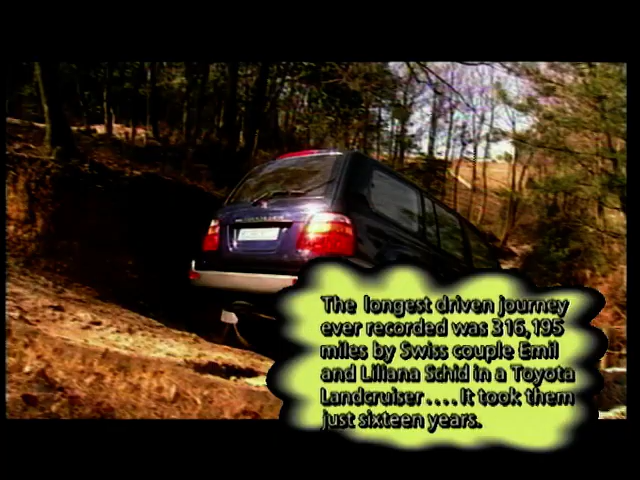 The longest driven journey
ever recorded was 316,195
miles by Swiss couple Emil
and Liliana Schid in a Toyota
Landcruiser.... It took them
just sixteen years.